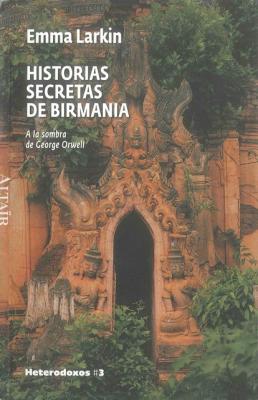 Emma Larkin
HISTORIAS
SECRETAS
DE BIRMANIA
A la sombra
de George Orwell
ALTAÏR
Heterodoxos #3